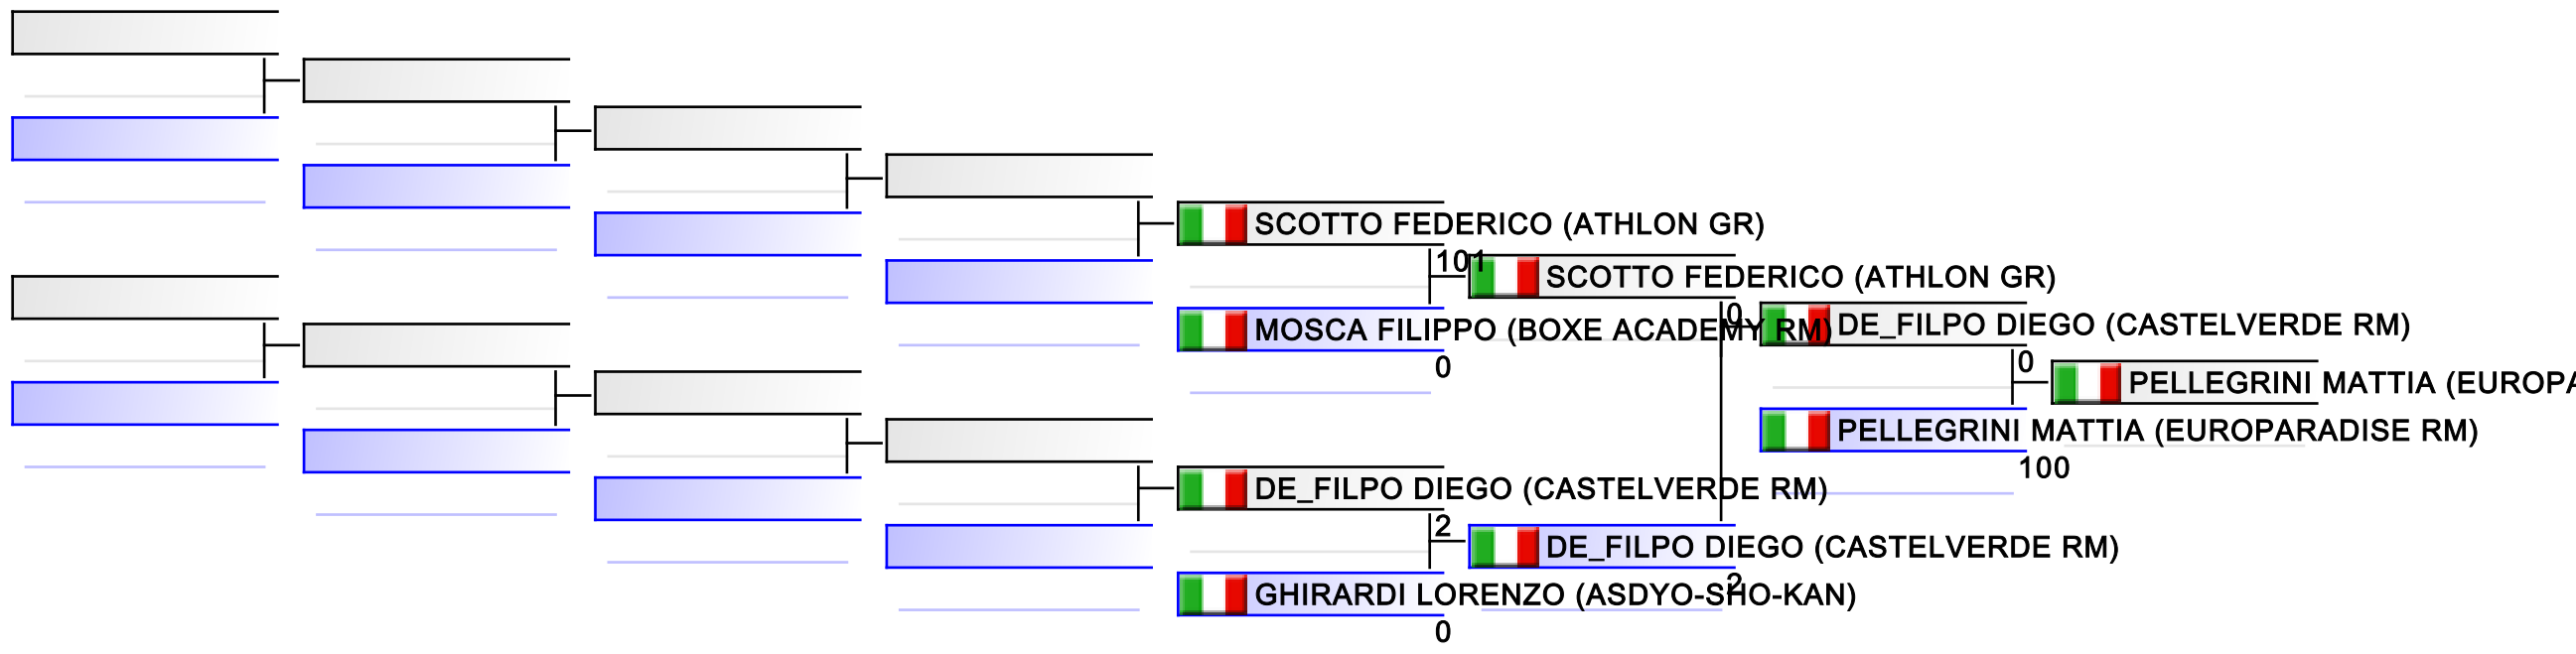 SCOTTO FEDERICO (ATHLON GR)
101
SCOTTO FEDERICO (ATHLON GR)
0
MOSCA FILIPPO (BOXE ACADEMY RM)
0
DE_FILPO DIEGO (CASTELVERDE RM)
0
PELLEGRINI MATTIA (EUROPA
PELLEGRINI MATTIA (EUROPARADISE RM)
100
DE_FILPO DIEGO (CASTELVERDE RM)
2
DE_FILPO DIEGO (CASTELVERDE RM)
2
GHIRARDI LORENZO (ASDYO-SHO-KAN)
0